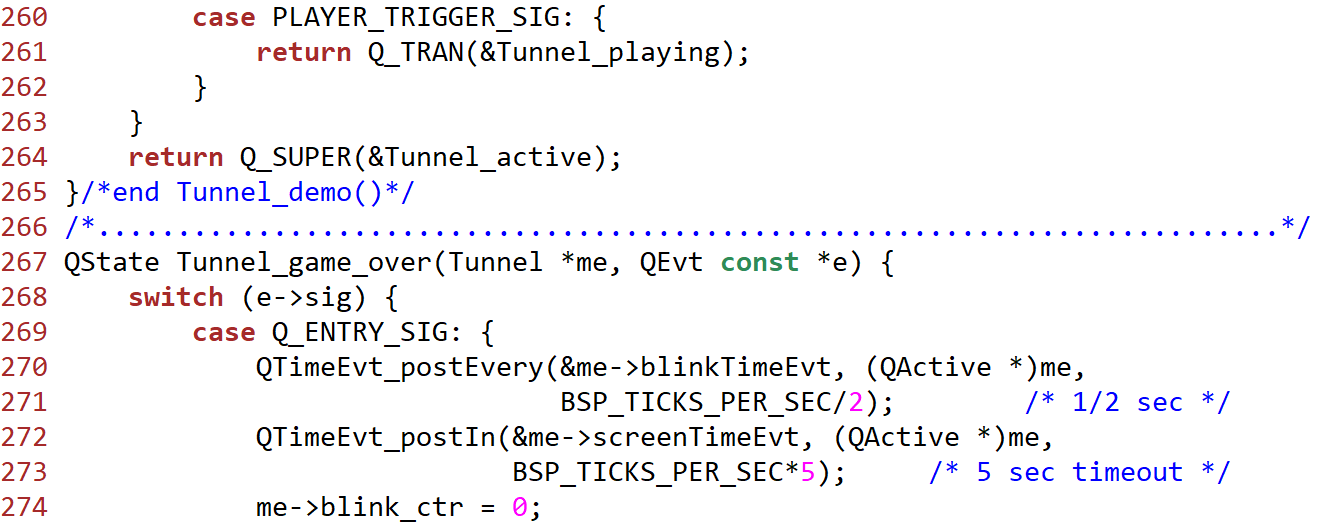 260         case PLAYER_TRIGGER_SIG: {
261             return Q_TRAN(&Tunnel_playing);
262         }
263     }
264     return Q_SUPER(&Tunnel_active);
265 }/*end Tunnel_demo()*/
266 /*..........................................................................*/
267 QState Tunnel_game_over(Tunnel *me, QEvt const *e) {
268     switch (e->sig) {
269         case Q_ENTRY_SIG: {
270             QTimeEvt_postEvery(&me->blinkTimeEvt, (QActive *)me,
271                                BSP_TICKS_PER_SEC/2);        /* 1/2 sec */
272             QTimeEvt_postIn(&me->screenTimeEvt, (QActive *)me,
273                             BSP_TICKS_PER_SEC*5);     /* 5 sec timeout */
274             me->blink_ctr = 0;